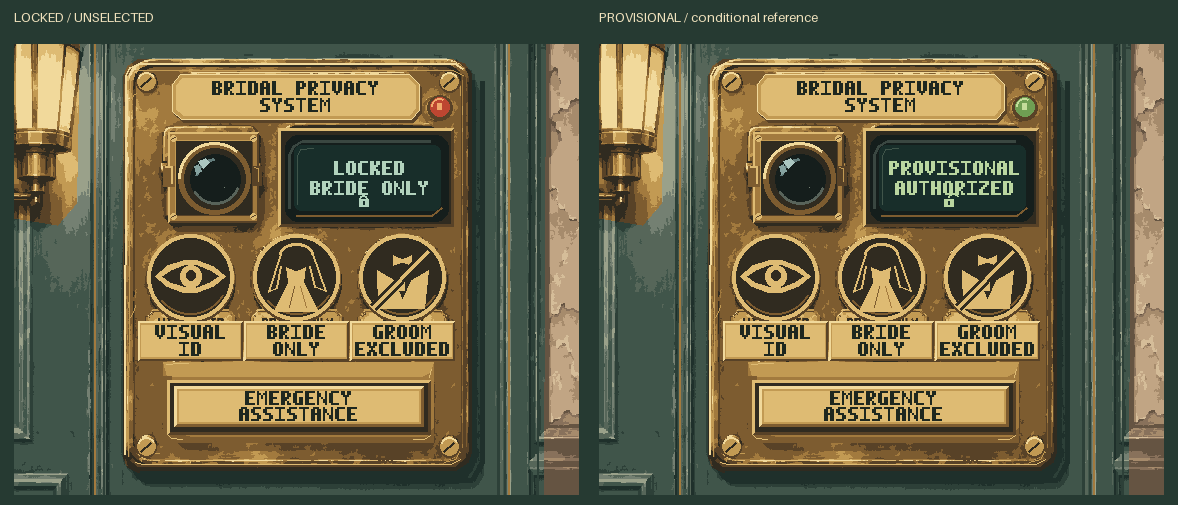 LOCKED / UNSELECTED
BRIDAL PRIVACY
SYSTEM
LOCKED
BRIDE ONLY
VISUAL
ID
BRIDE
ONLY
GROOM
EXCLUDED
EMERGENCY
ASSISTANCE
PROVISIONAL / conditional reference
BRIDAL PRIVACY
SYSTEM
PROVISIONAL
AUTHORIZED
VISUAL
ID
BRIDE
ONLY
GROOM
EXCLUDED
EMERGENCY
ASSISTANCE